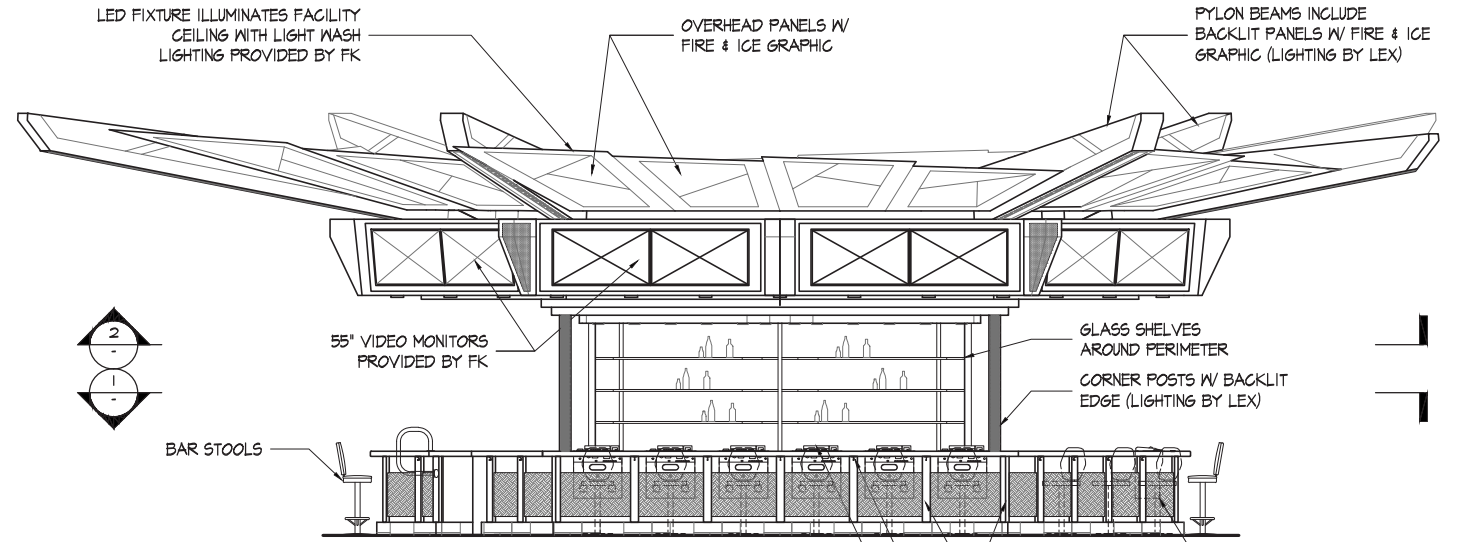 LED FIXTURE ILLUMINATES FACILITY
CEILING WITH LIGHT WASH
LIGHTING PROVIDED BY FK
OVERHEAD PANELS W/
FIRE & ICE GRAPHIC
PYLON BEAMS INCLUDE
BACKLIT PANELS W/ FIRE & ICE
GRAPHIC (LIGHTING BY LEX)
2
-
1
-
55" VIDEO MONITORS
PROVIDED BY FK
GLASS SHELVES
AROUND PERIMETER
CORNER POSTS W/ BACKLIT
EDGE (LIGHTING BY LEX)
BAR STOOLS